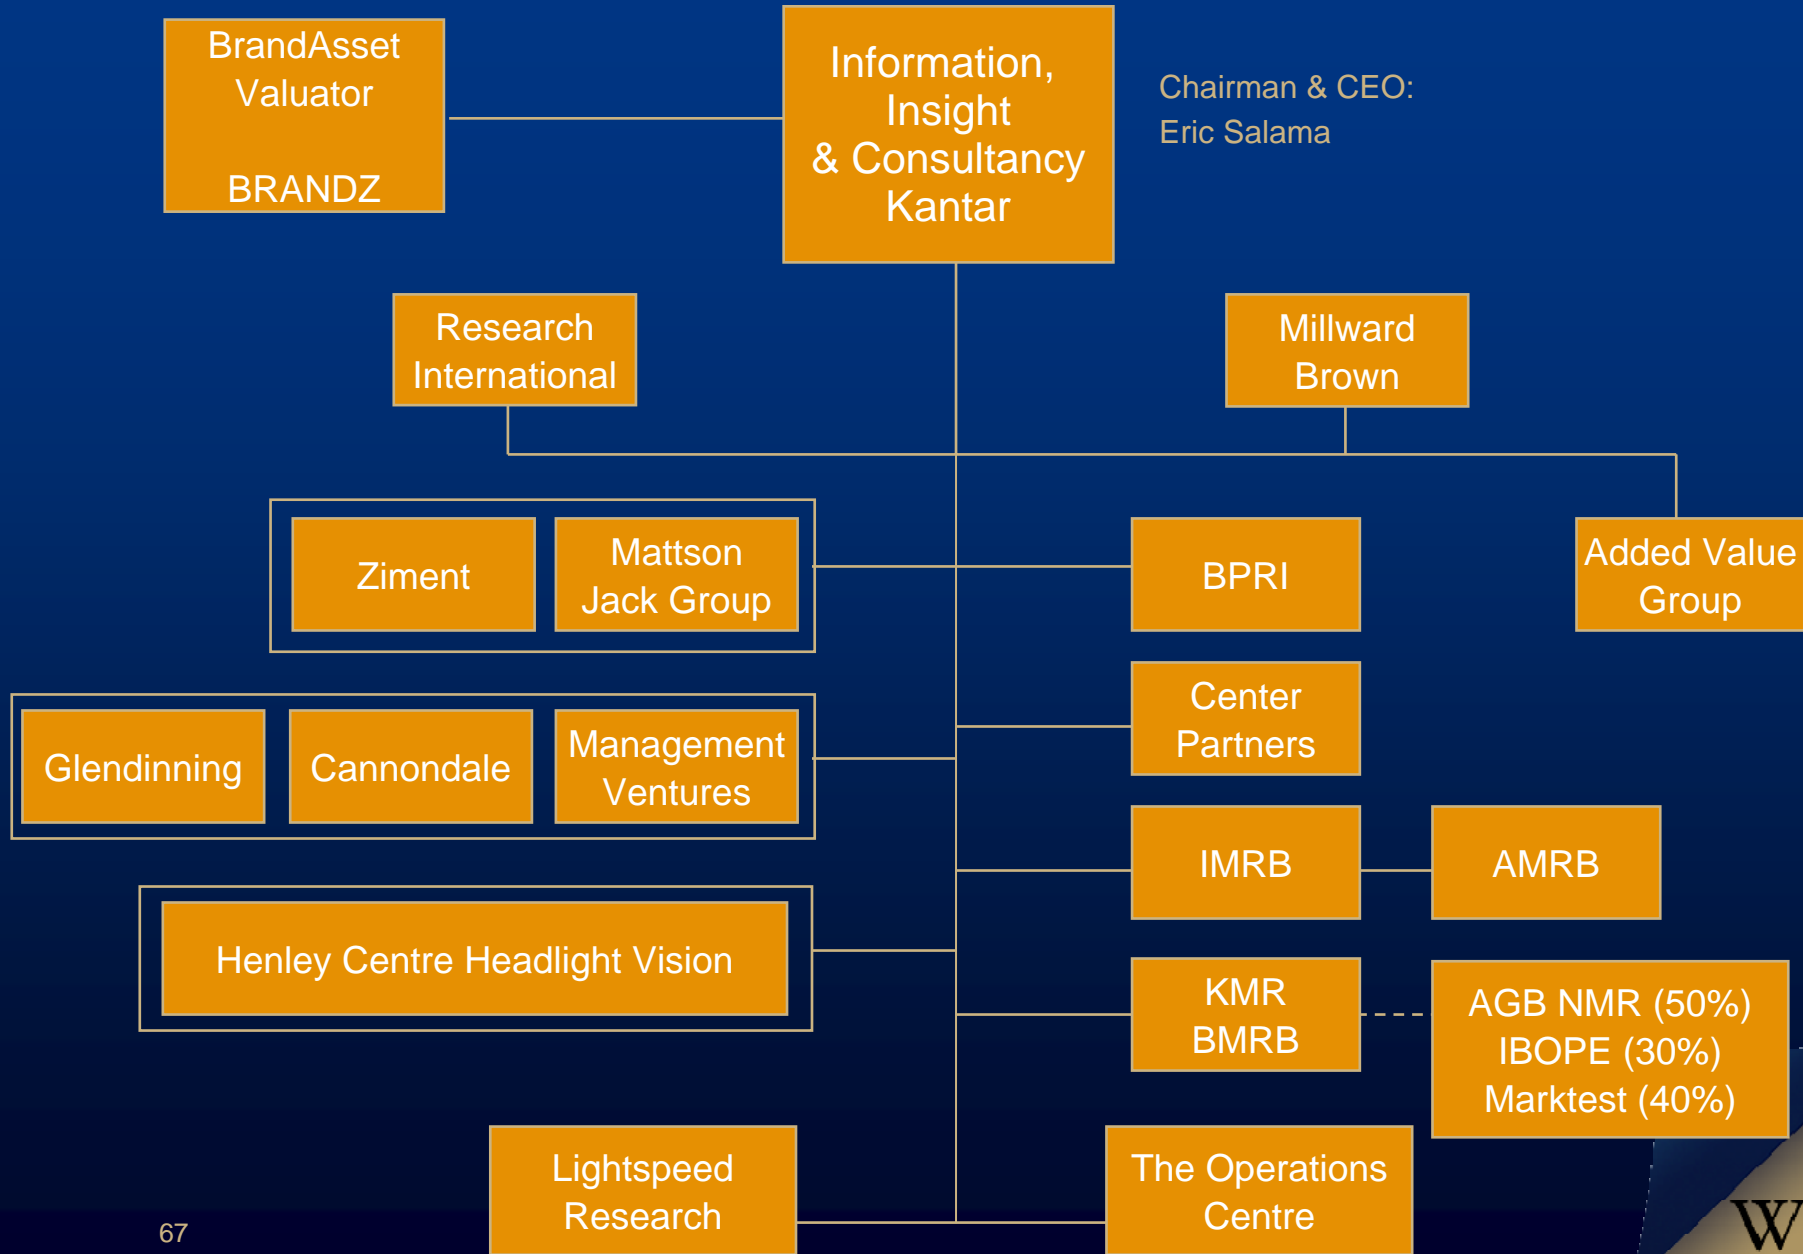 BrandAsset
Valuator
BRANDZ
Information,
Insight
& Consultancy
Kantar
Chairman & CEO:
Eric Salama
Research
International
Millward
Brown
Ziment
Mattson
Jack Group
BPRI
Added Value
Group
Center
Partners
Glendinning
Cannondale
Management
Ventures
IMRB
AMRB
Henley Centre Headlight Vision
KMR
BMRB
AGB NMR (50%)
IBOPE (30%)
Marktest (40%)
Lightspeed
Research
The Operations
Centre
67
W